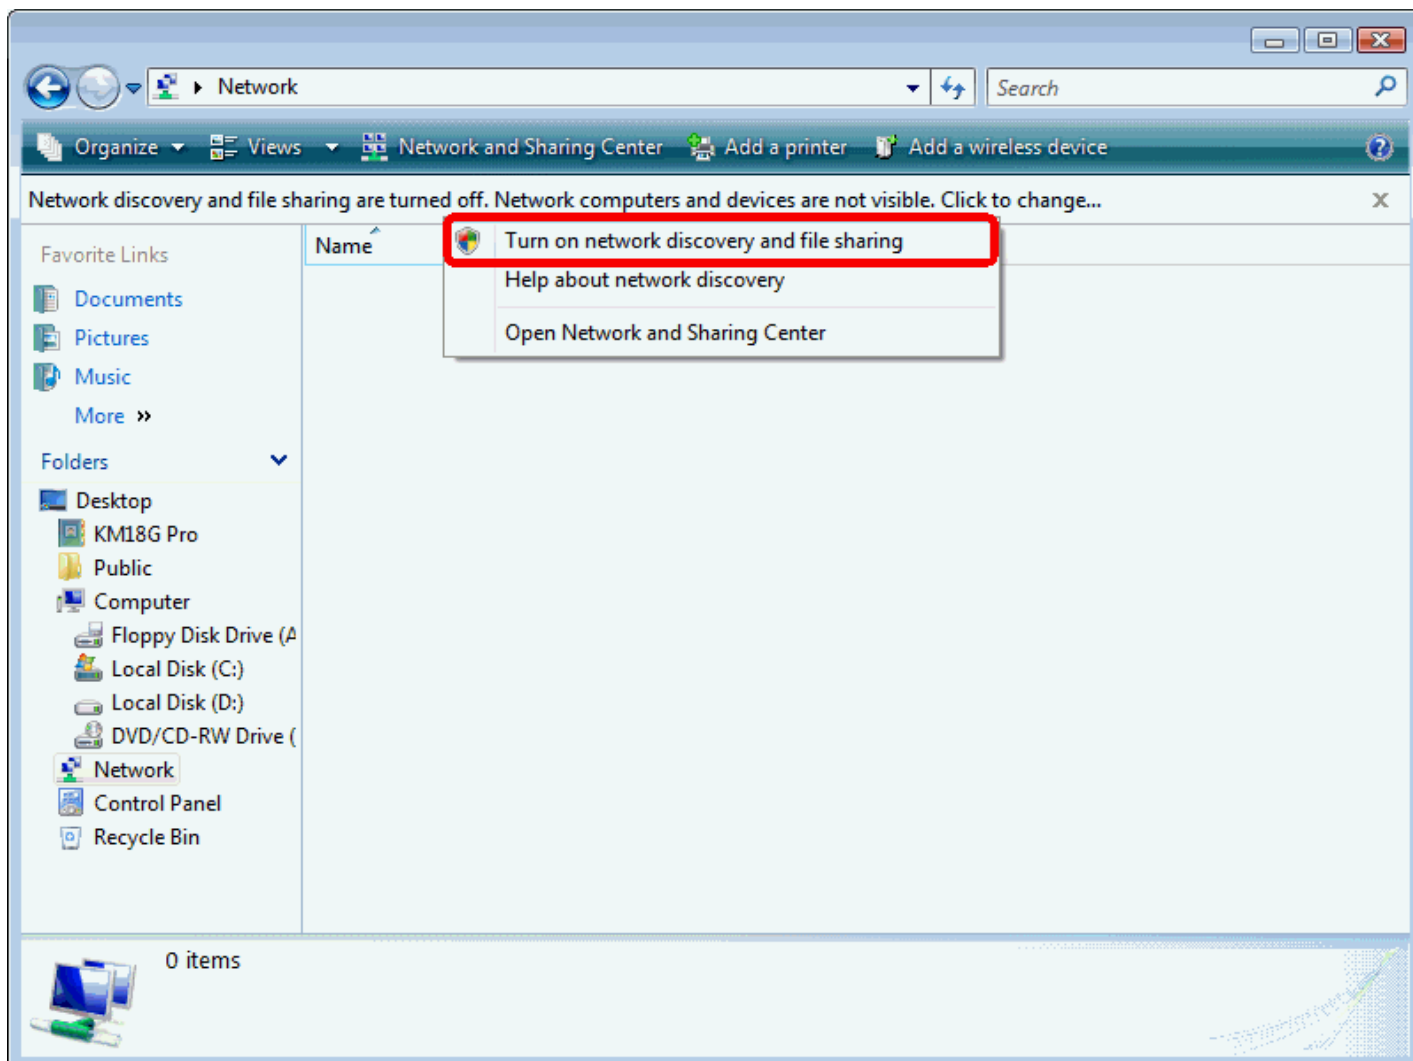 Network
Search
Organize
Views
Network and Sharing Center
Add a printer
Add a wireless device
Network discovery and file sharing are turned off. Network computers and devices are not visible. Click to change...
Turn on network discovery and file sharing
Help about network discovery
Open Network and Sharing Center
Name
Favorite Links
Documents
Pictures
Music
More »
Folders
Desktop
KM18G Pro
Public
Computer
Floppy Disk Drive (A
Local Disk (C:)
Local Disk (D:)
DVD/CD-RW Drive (
Network
Control Panel
Recycle Bin
0 items